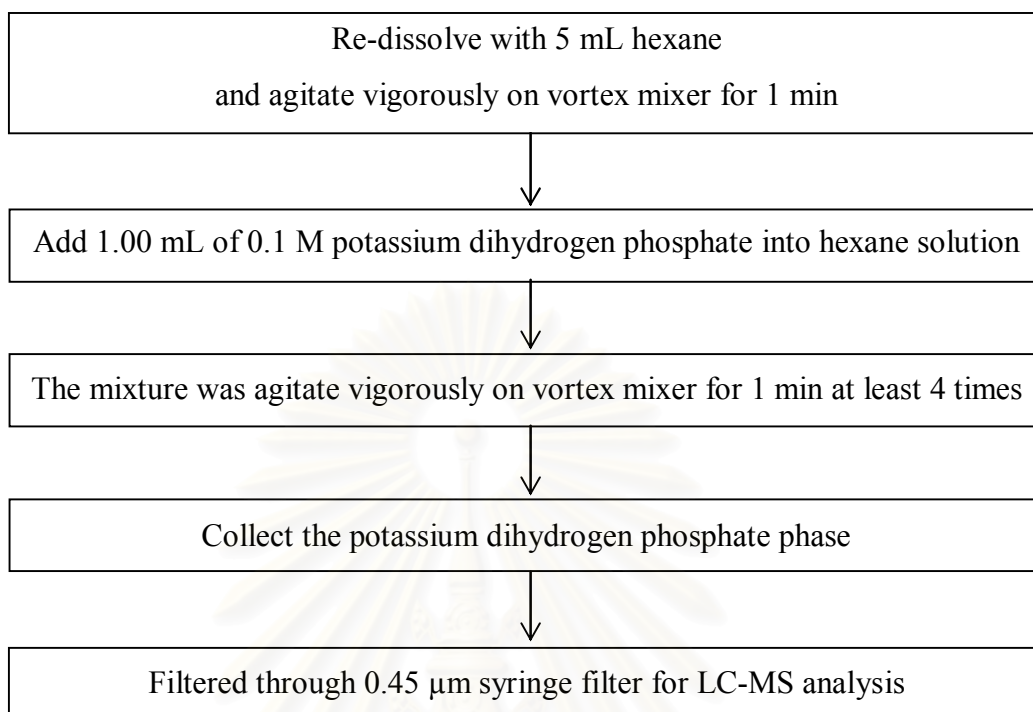 Re-dissolve with 5 mL hexane
and agitate vigorously on vortex mixer for 1 min
Add 1.00 mL of 0.1 M potassium dihydrogen phosphate into hexane solution
The mixture was agitate vigorously on vortex mixer for 1 min at least 4 times
Collect the potassium dihydrogen phosphate phase
Filtered through 0.45 µm syringe filter for LC-MS analysis